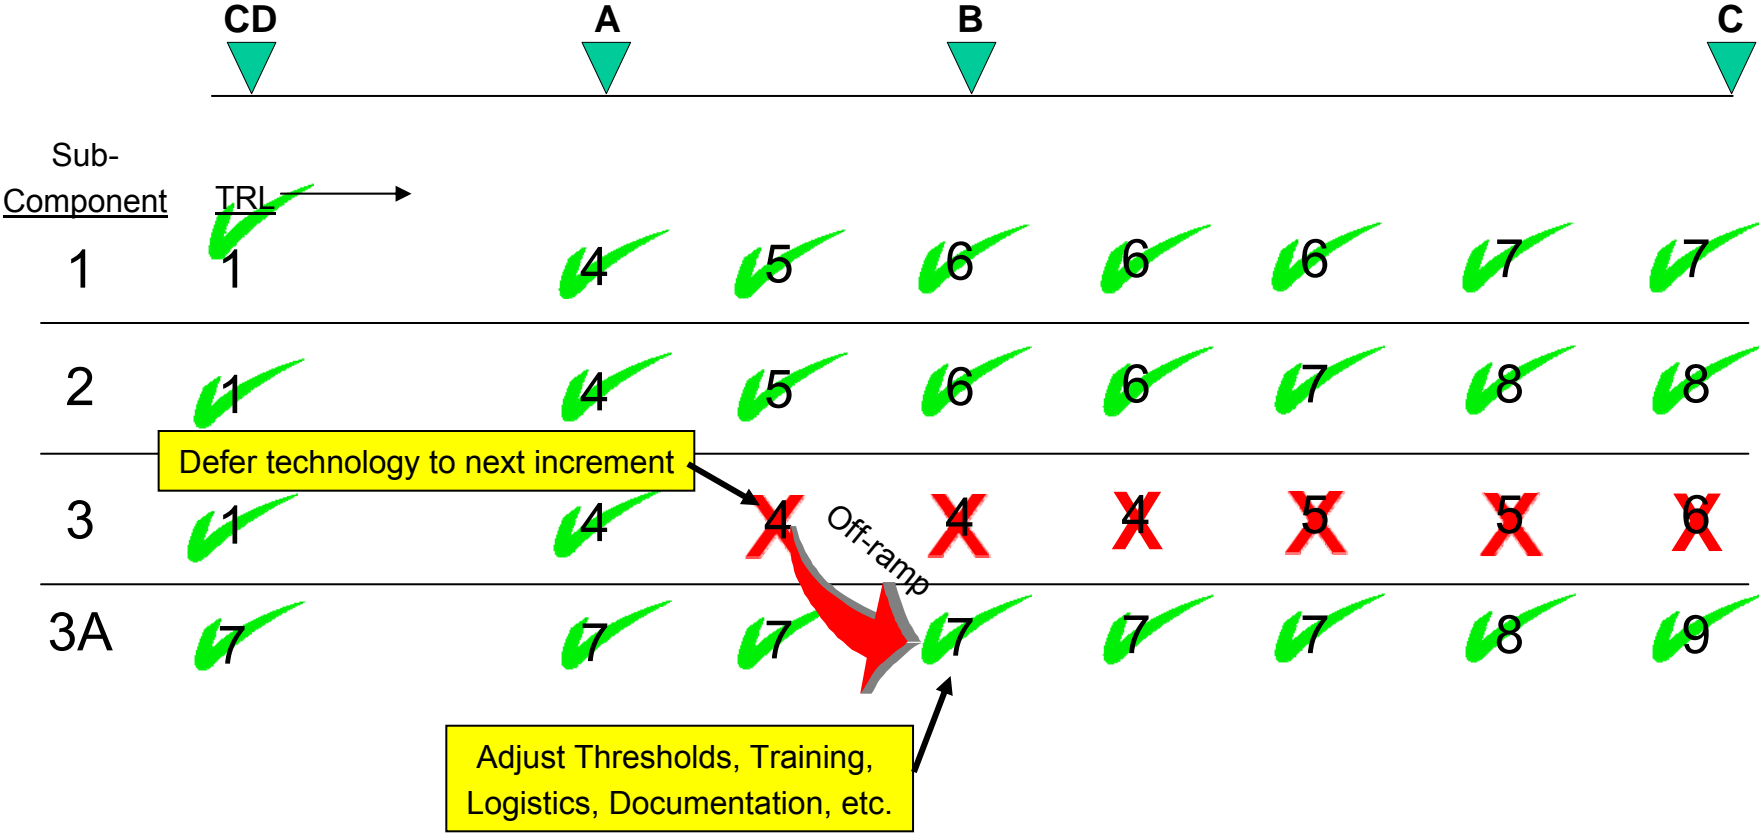 CD A B C
Sub-
Component TRL
1 1 4 5 6 6 6 7 7
2 1 4 5 6 6 7 8 8
Defer technology to next increment
3 1 4 4 4 4 5 5 6
Off-ramp
3A 7 7 7 7 7 7 8 9
Adjust Thresholds, Training,
Logistics, Documentation, etc.